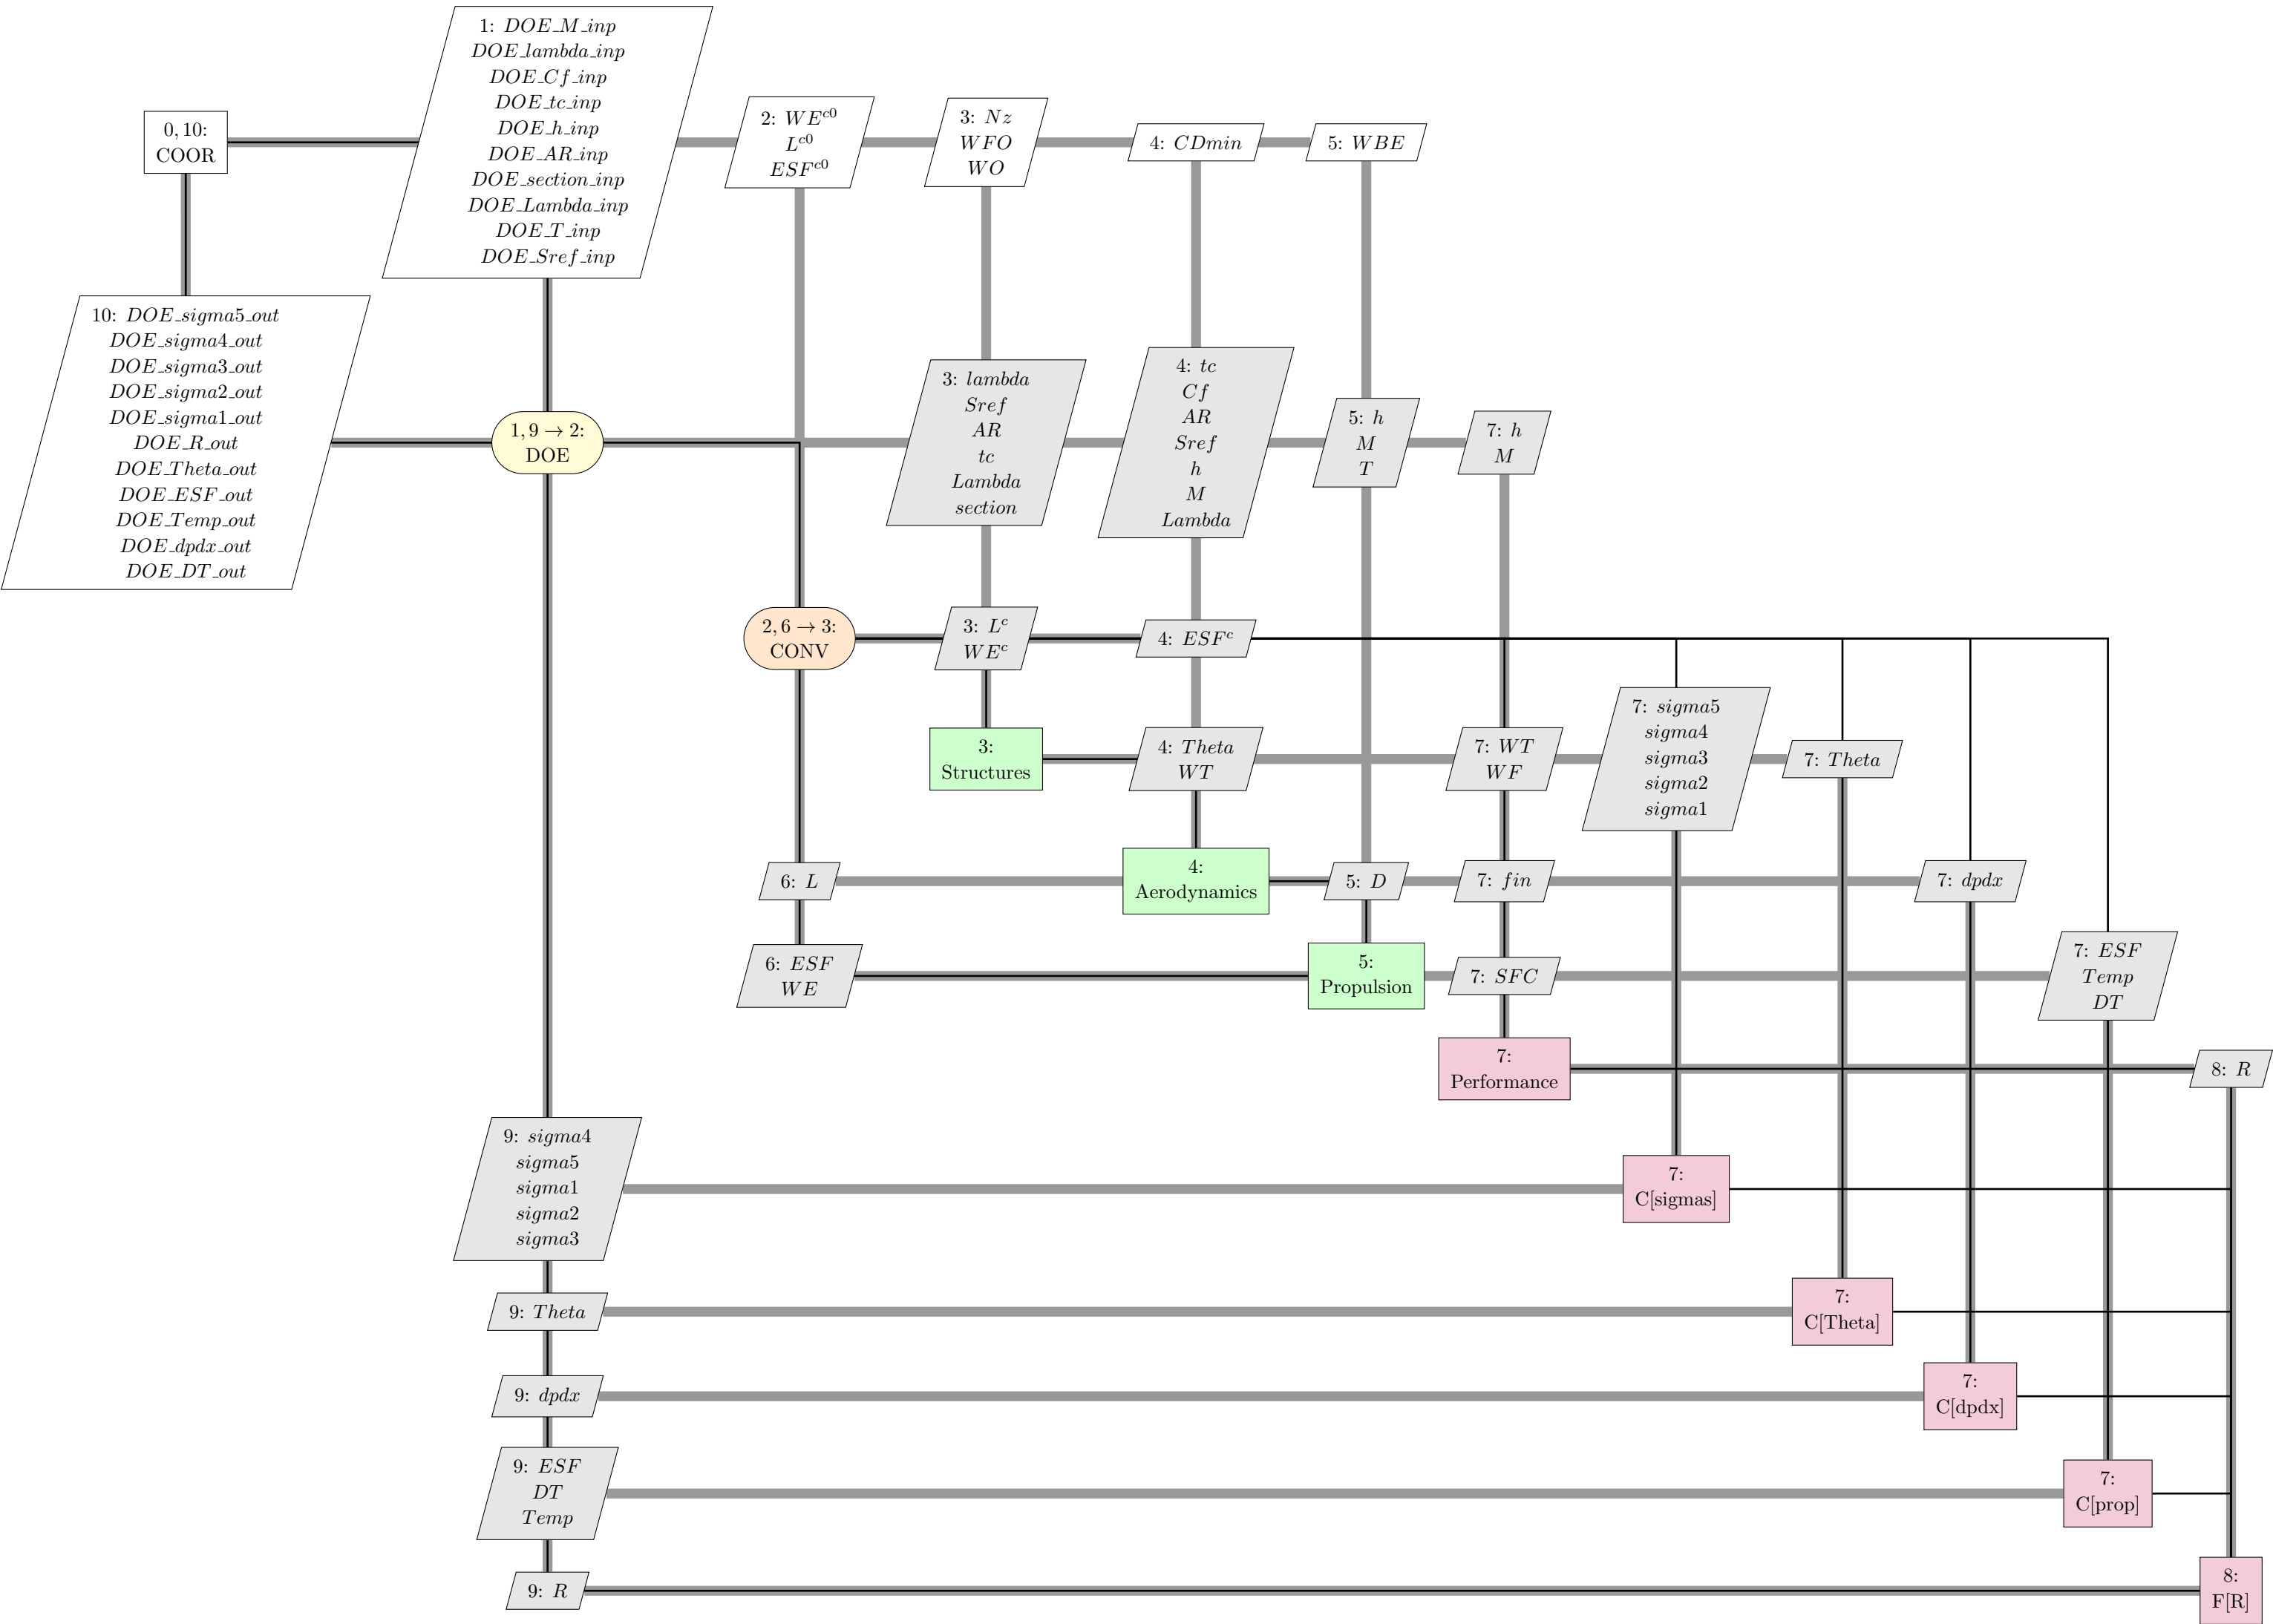 0, 10:
COOR
1: DOE_M_inp
DOE_lambda_inp
DOE_Cf_inp
DOE_tc_inp
DOE_h_inp
DOE_AR_inp
DOE_section_inp
DOE_Lambda_inp
DOE_T_inp
DOE_Sref_inp
2: WE^{c0}
L^{c0}
ESF^{c0}
3: Nz
WFO
WO
4: CDmin
5: WBE
10: DOE_sigma5_out
DOE_sigma4_out
DOE_sigma3_out
DOE_sigma2_out
DOE_sigma1_out
DOE_R_out
DOE_Theta_out
DOE_ESF_out
DOE_Temp_out
DOE_dpdx_out
DOE_DT_out
1, 9 → 2:
DOE
3: lambda
Sref
AR
tc
Lambda
section
4: tc
Cf
AR
Sref
h
M
Lambda
5: h
M
T
7: h
M
2, 6 → 3:
CONV
3: L^c
WE^c
4: ESF^c
3:
Structures
4: Theta
WT
7: WT
WF
7: sigma5
sigma4
sigma3
sigma2
sigma1
7: Theta
6: L
4:
Aerodynamics
5: D
7: fin
7: dpdx
6: ESF
WE
5:
Propulsion
7: SFC
7: ESF
Temp
DT
7:
Performance
8: R
9: sigma4
sigma5
sigma1
sigma2
sigma3
7:
C[sigmas]
9: Theta
7:
C[Theta]
9: dpdx
7:
C[dpdx]
9: ESF
DT
Temp
7:
C[prop]
9: R
8:
F[R]